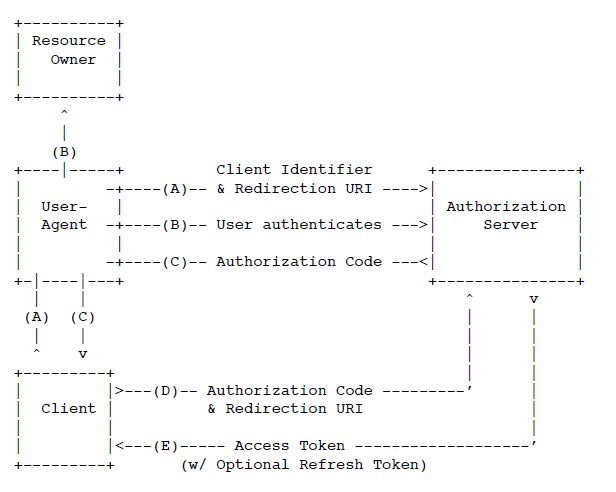 Resource
Owner
(B)
Client Identifier
(A) & Redirection URI
User-
Agent
(B) User authenticates
Authorization
Server
(C) Authorization Code
(A) (C)
v
v
(D) Authorization Code
& Redirection URI
Client
(E) Access Token
(w/ Optional Refresh Token)